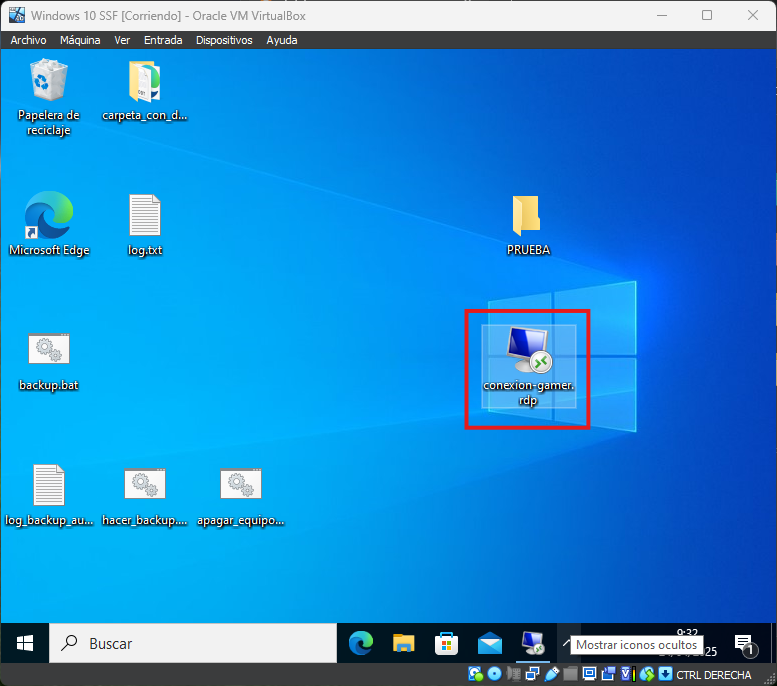 Windows 10 SSF [Corriendo] - Oracle VM VirtualBox
Archivo Máquina Ver Entrada Dispositivos Ayuda
Papelera de
reciclaje
carpeta_con_d...
Microsoft Edge
log.txt
PRUEBA
backup.bat
conexion-gamer.
rdp
log_backup_au...
hacer_backup....
apagar_equipo...
Buscar
9:32
Mostrar iconos ocultos
2025
1
CTRL DERECHA